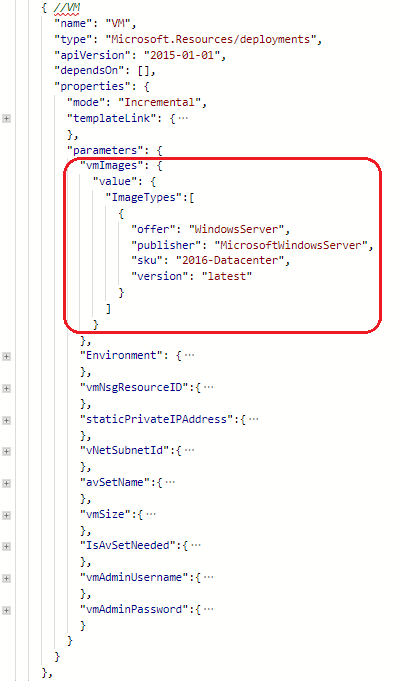 { //VM
"name": "VM",
"type": "Microsoft.Resources/deployments",
"apiVersion": "2015-01-01",
"dependsOn": [],
"properties": {
"mode": "Incremental",
"templateLink": {...
},
"parameters": {
"vmImages": {
"value": {
"ImageTypes":[
{
"offer": "WindowsServer",
"publisher": "MicrosoftWindowsServer",
"sku": "2016-Datacenter",
"version": "latest"
}
]
}
},
"Environment": {...
},
"vmNsgResourceID":{...
},
"staticPrivateIPAddress":{...
},
"vNetSubnetId":{...
},
"avSetName":{...
},
"vmSize":{...
},
"IsAvSetNeeded":{...
},
"vmAdminUsername":{...
},
"vmAdminPassword":{...
}
}
}
},